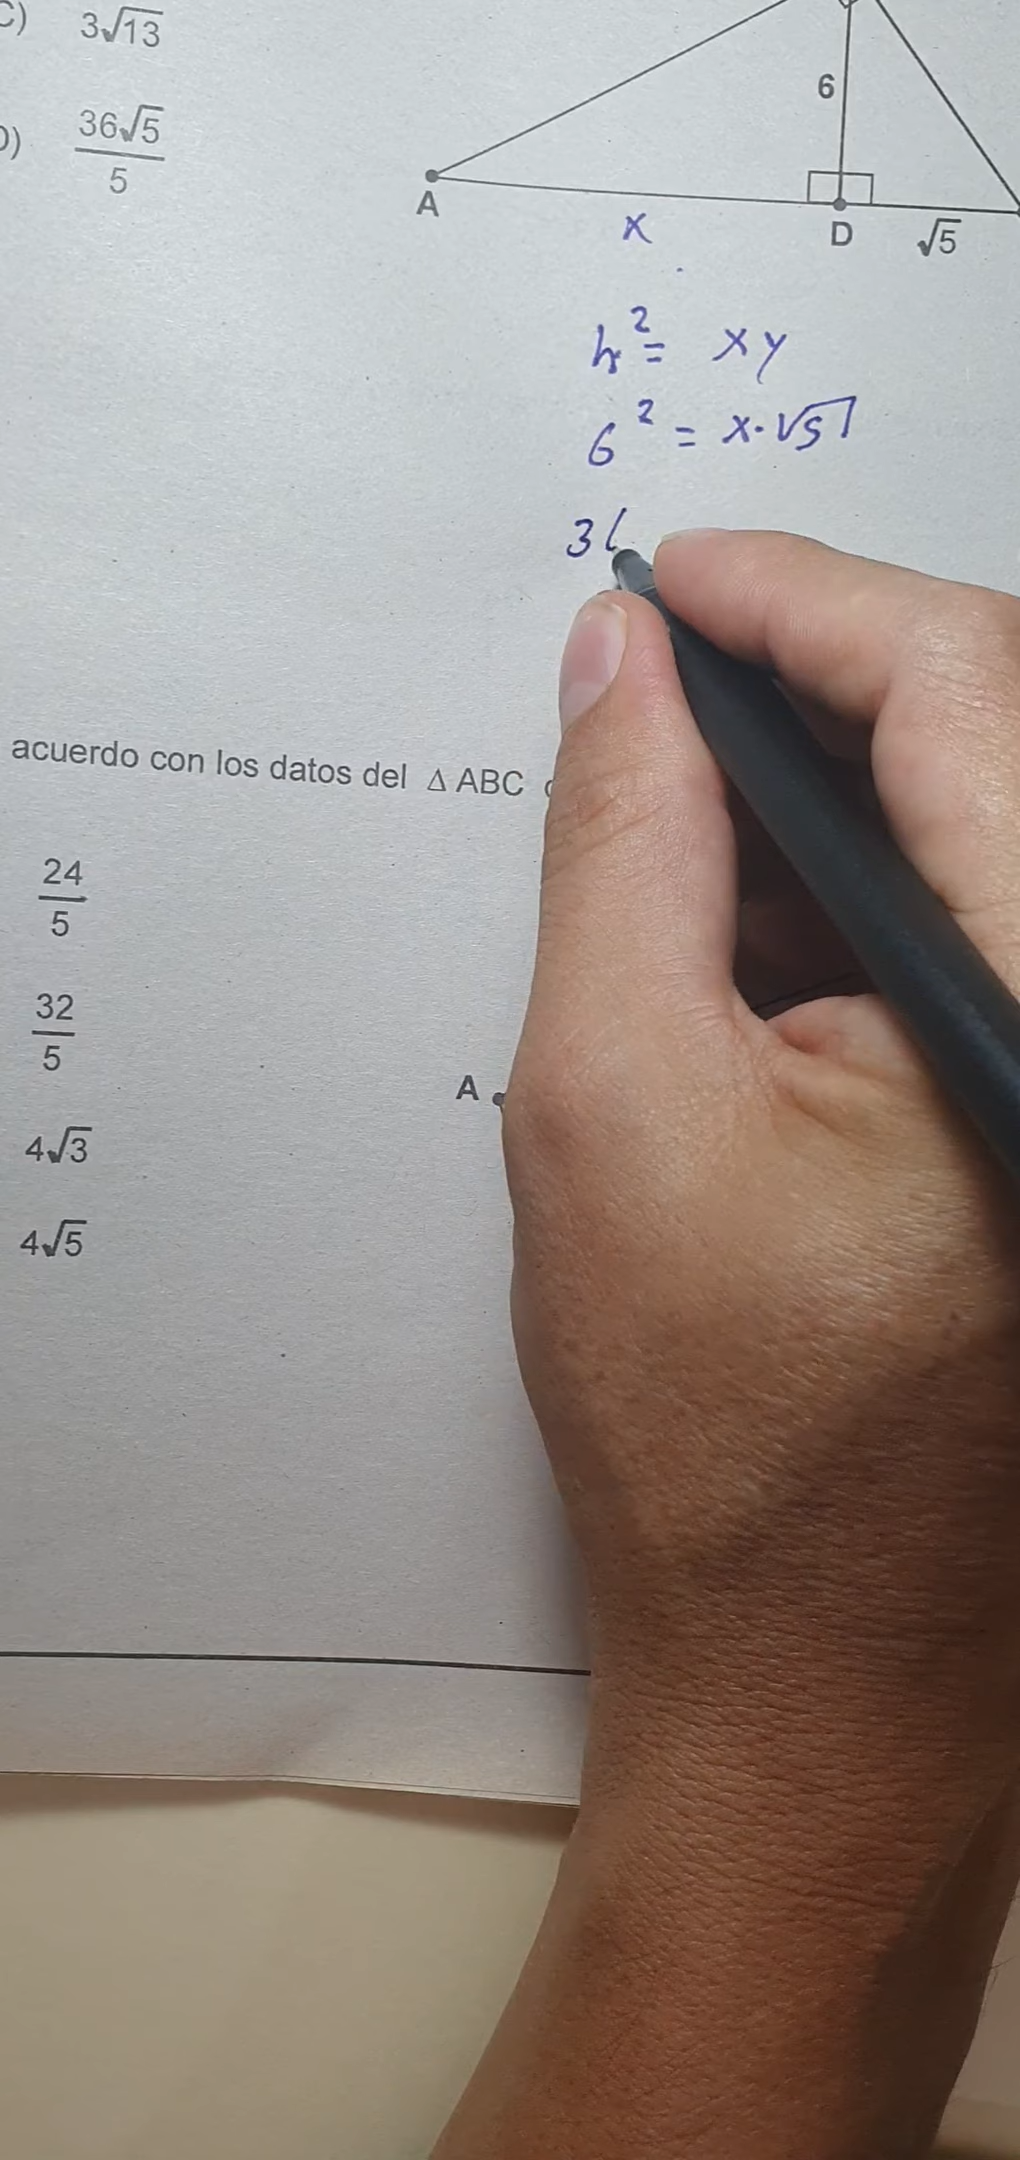 C) 3√13
6
D) 36√5/5
A
x D √5
h² = xy
6² = x·√5
36
acuerdo con los datos del Δ ABC
24/5
32/5
A
4√3
4√5